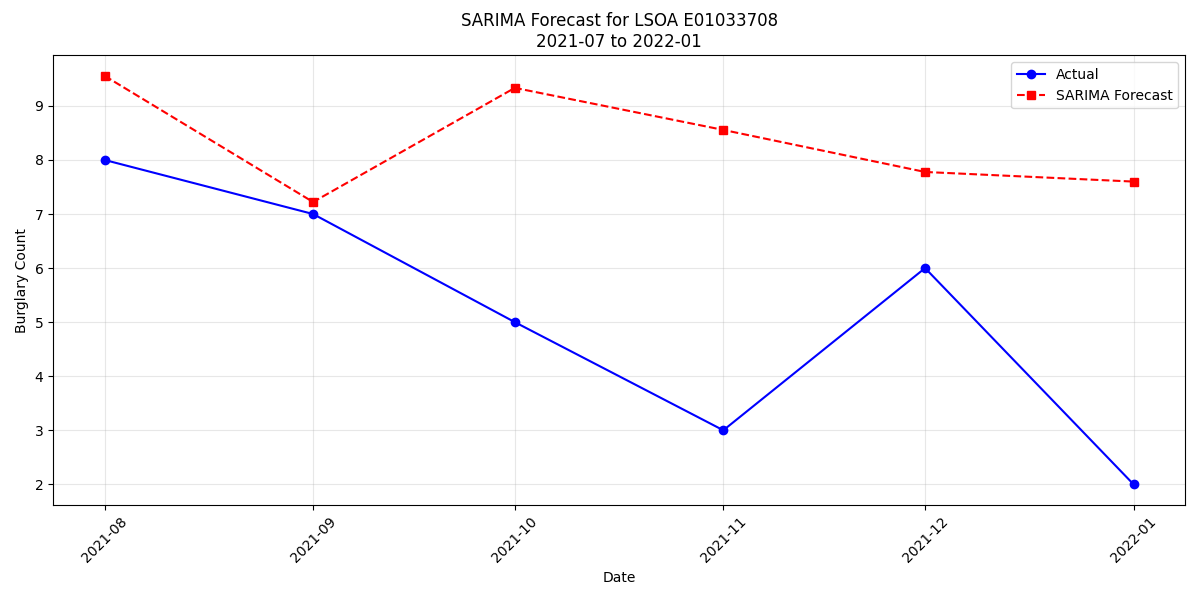 SARIMA Forecast for LSOA E01033708
2021-07 to 2022-01
Actual
SARIMA Forecast
Burglary Count
9
8
7
6
5
4
3
2
2021-08
2021-09
2021-10
2021-11
2021-12
2022-01
Date